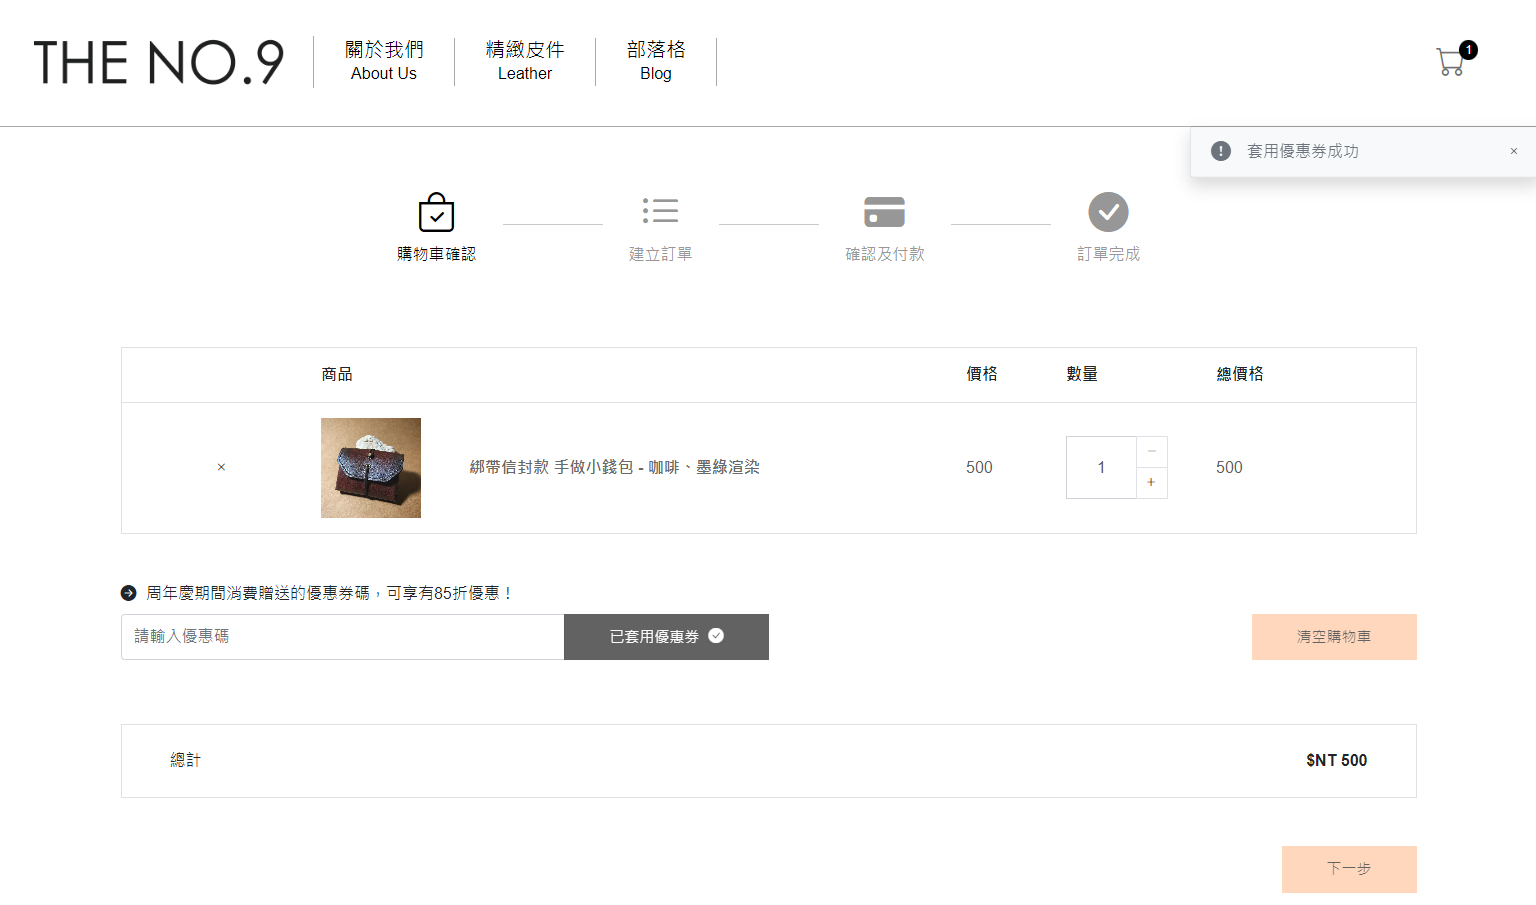 THE NO.9
關於我們
About Us
精緻皮件
Leather
部落格
Blog
1
套用優惠券成功
×
購物車確認
建立訂單
確認及付款
訂單完成
商品 價格 數量 總價格
× 綁帶信封款 手做小錢包 - 咖啡、墨綠渲染 500 1 − + 500
周年慶期間消費贈送的優惠券碼，可享有85折優惠！
請輸入優惠碼 已套用優惠券 清空購物車
總計 $NT 500
下一步